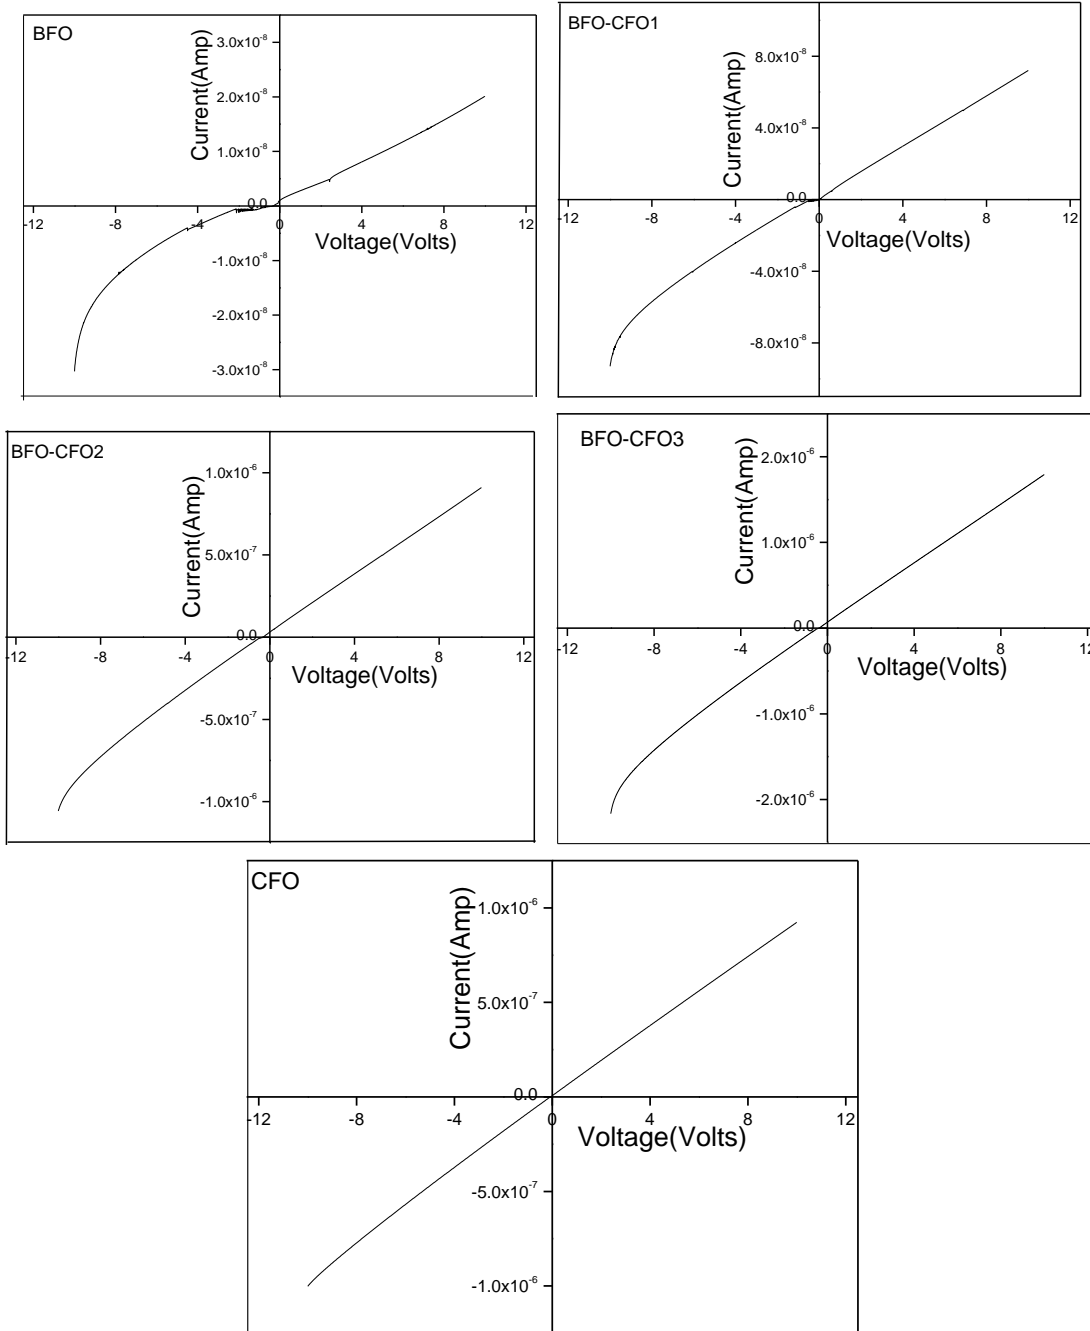 BFO
3.0x10⁻⁸
2.0x10⁻⁸
1.0x10⁻⁸
0.0
-1.0x10⁻⁸
-2.0x10⁻⁸
-3.0x10⁻⁸
-12 -8 -4 0 4 8 12
Current(Amp)
Voltage(Volts)
BFO-CFO1
8.0x10⁻⁸
4.0x10⁻⁸
0.0
-4.0x10⁻⁸
-8.0x10⁻⁸
-12 -8 -4 0 4 8 12
Current(Amp)
Voltage(Volts)
BFO-CFO2
1.0x10⁻⁶
5.0x10⁻⁷
0.0
-5.0x10⁻⁷
-1.0x10⁻⁶
-12 -8 -4 0 4 8 12
Current(Amp)
Voltage(Volts)
BFO-CFO3
2.0x10⁻⁶
1.0x10⁻⁶
0.0
-1.0x10⁻⁶
-2.0x10⁻⁶
-12 -8 -4 0 4 8 12
Current(Amp)
Voltage(Volts)
CFO
1.0x10⁻⁶
5.0x10⁻⁷
0.0
-5.0x10⁻⁷
-1.0x10⁻⁶
-12 -8 -4 0 4 8 12
Current(Amp)
Voltage(Volts)